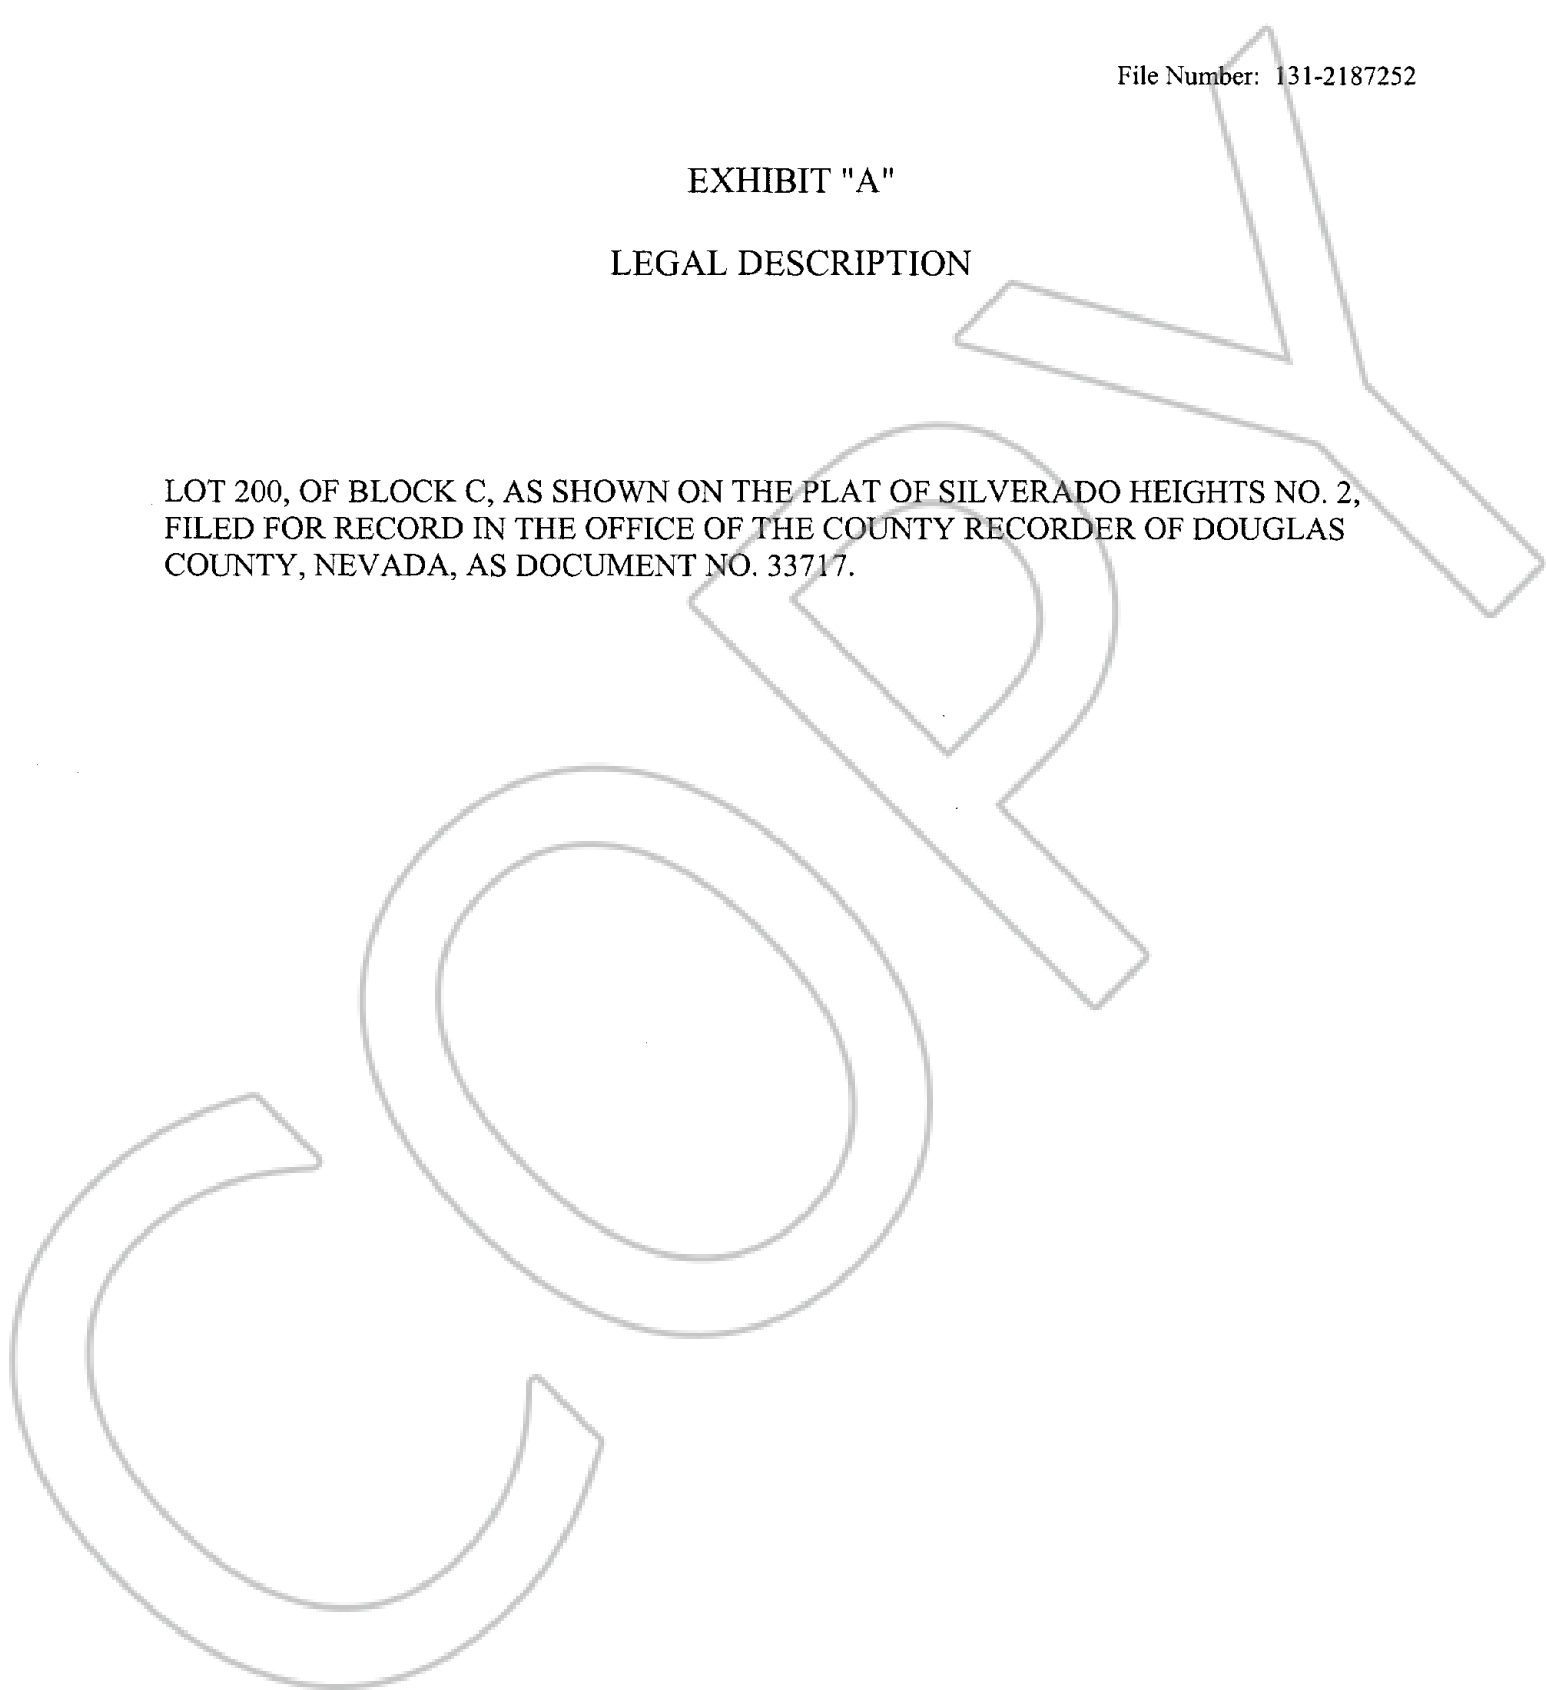 File Number: 131-2187252
EXHIBIT "A"
LEGAL DESCRIPTION
LOT 200, OF BLOCK C, AS SHOWN ON THE PLAT OF SILVERADO HEIGHTS NO. 2,
FILED FOR RECORD IN THE OFFICE OF THE COUNTY RECORDER OF DOUGLAS
COUNTY, NEVADA, AS DOCUMENT NO. 33717.
COPY